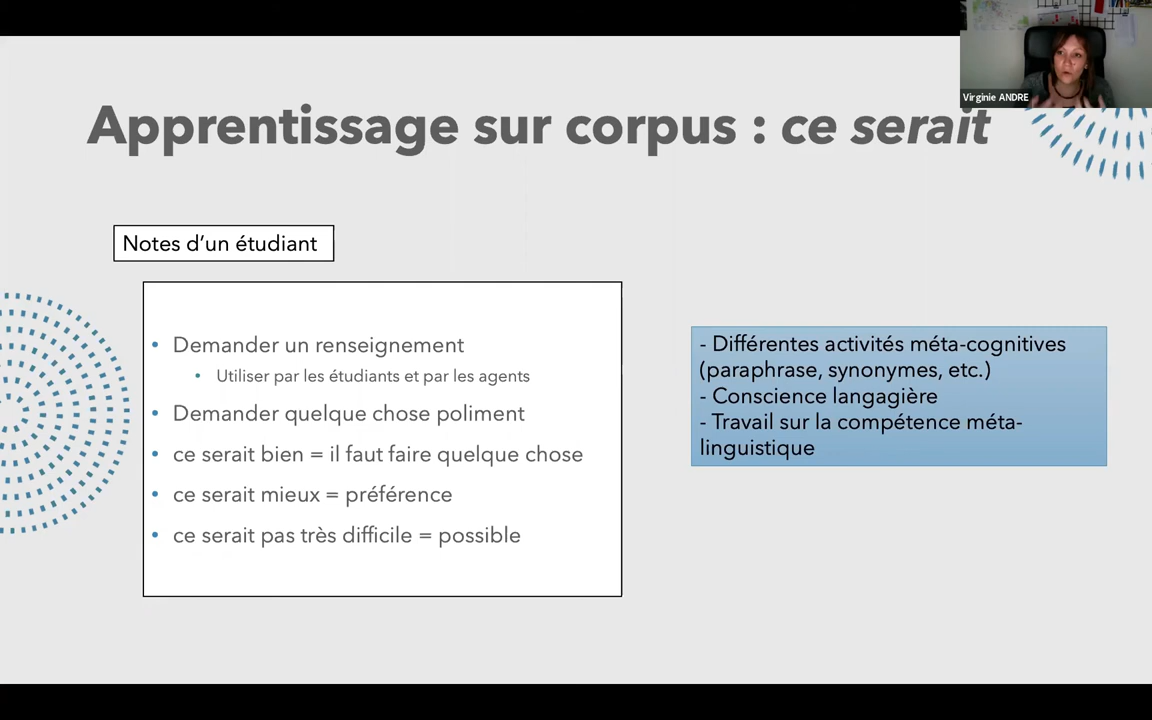 Virginie ANDRE
Apprentissage sur corpus : ce serait
Notes d’un étudiant
• Demander un renseignement
• Utiliser par les étudiants et par les agents
• Demander quelque chose poliment
• ce serait bien = il faut faire quelque chose
• ce serait mieux = préférence
• ce serait pas très difficile = possible
- Différentes activités méta-cognitives
(paraphrase, synonymes, etc.)
- Conscience langagière
- Travail sur la compétence méta-
linguistique